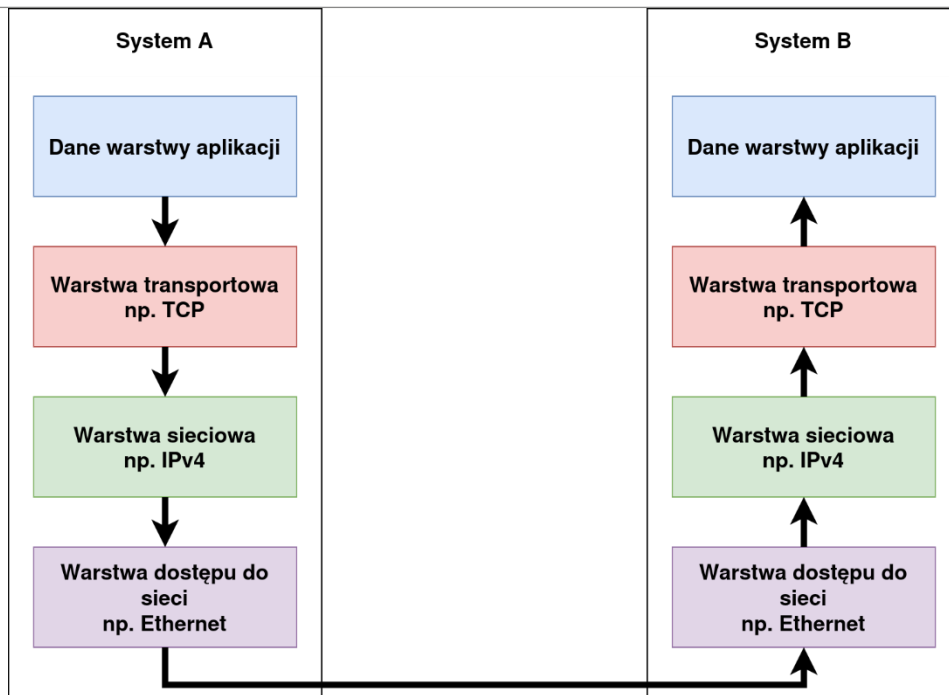 System A
Dane warstwy aplikacji
Warstwa transportowa
np. TCP
Warstwa sieciowa
np. IPv4
Warstwa dostępu do
sieci
np. Ethernet
System B
Dane warstwy aplikacji
Warstwa transportowa
np. TCP
Warstwa sieciowa
np. IPv4
Warstwa dostępu do
sieci
np. Ethernet